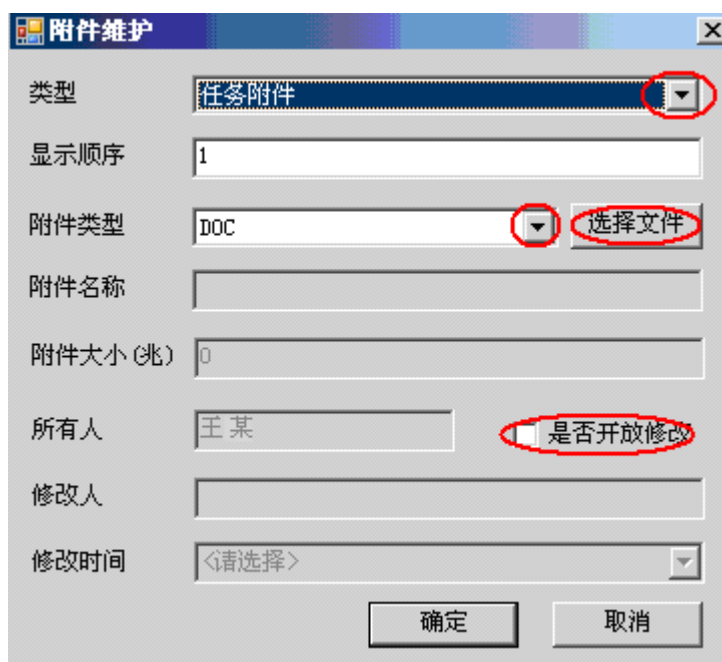 附件维护
类型 任务附件
显示顺序 1
附件类型 DOC 选择文件
附件名称
附件大小(兆) 0
所有人 王某 是否开放修改
修改人
修改时间 <请选择>
确定 取消